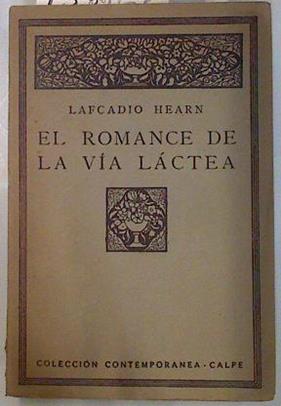 LAFCADIO HEARN
EL ROMANCE DE
LA VÍA LÁCTEA
COLECCIÓN CONTEMPORANEA · CALPE